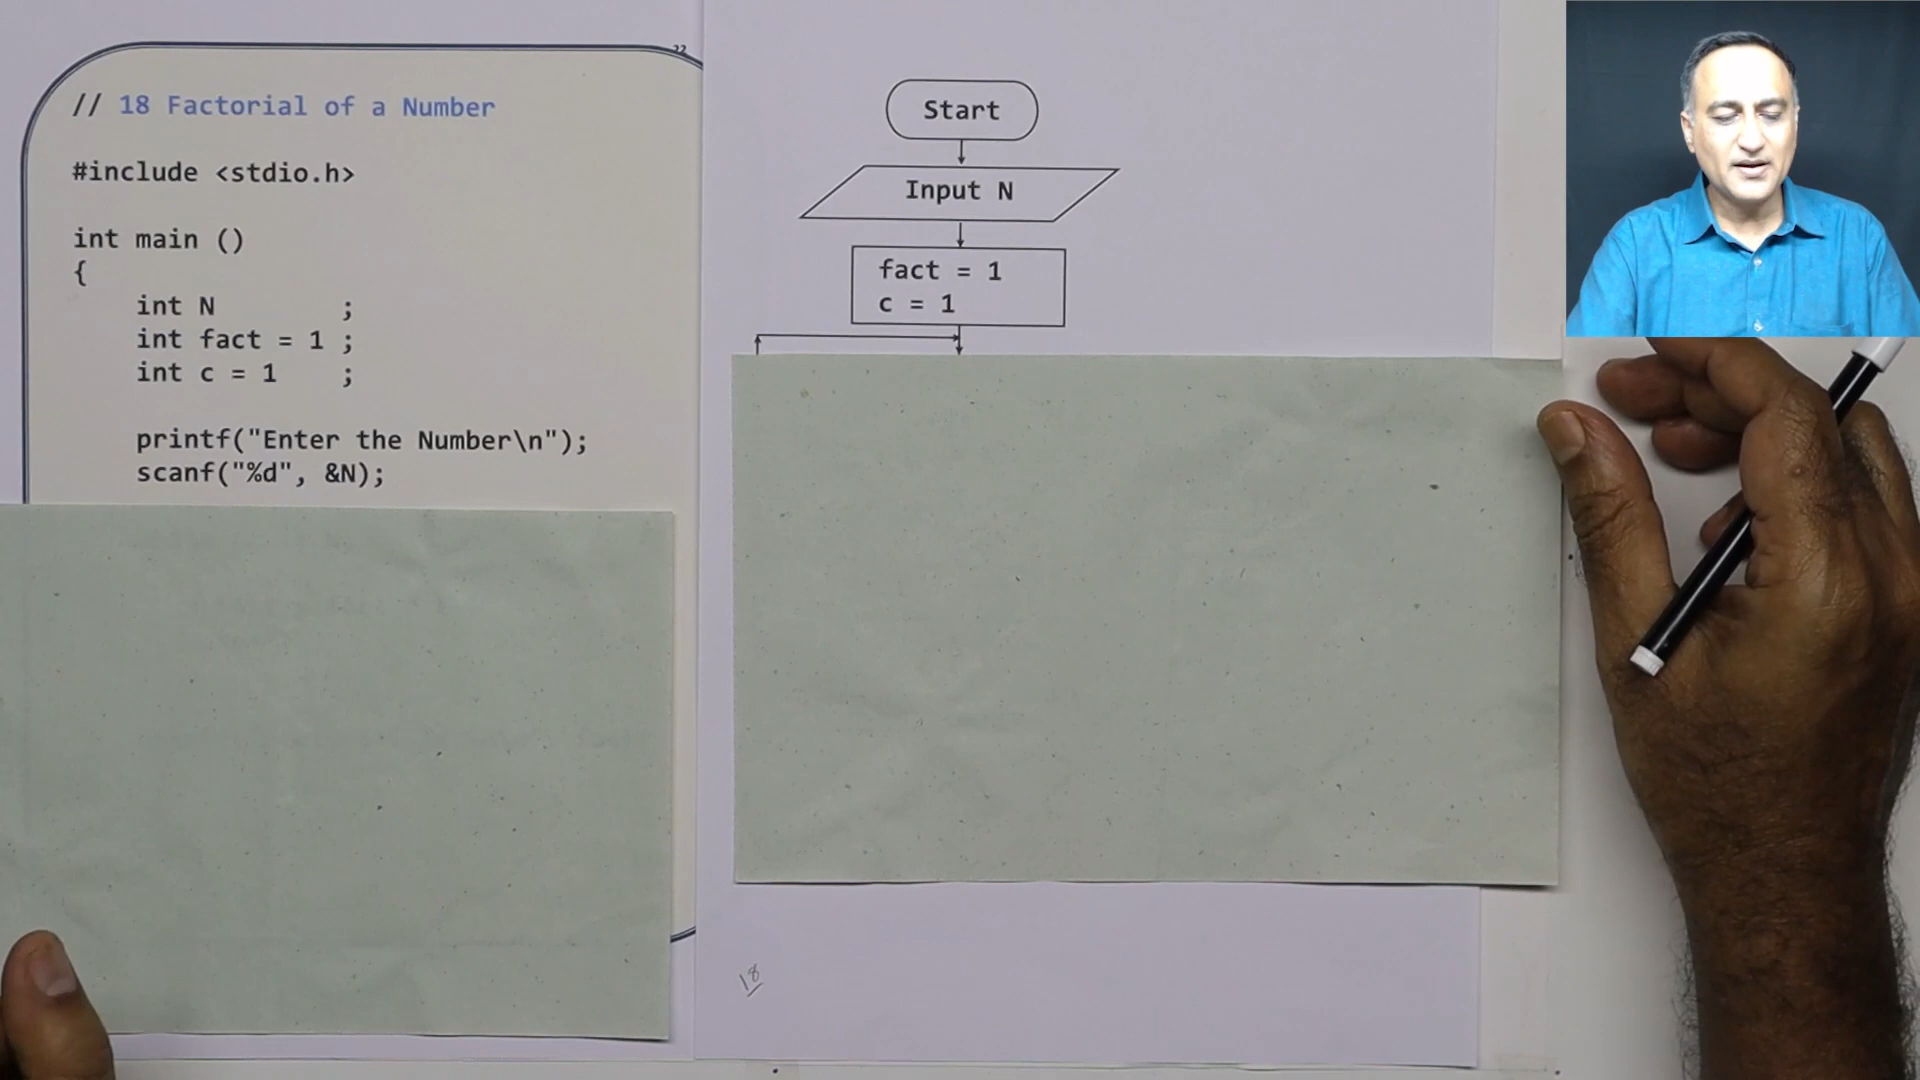 22
// 18 Factorial of a Number
#include <stdio.h>
int main ()
{
int N ;
int fact = 1 ;
int c = 1 ;
printf("Enter the Number\n");
scanf("%d", &N);
Start
Input N
fact = 1
c = 1
18